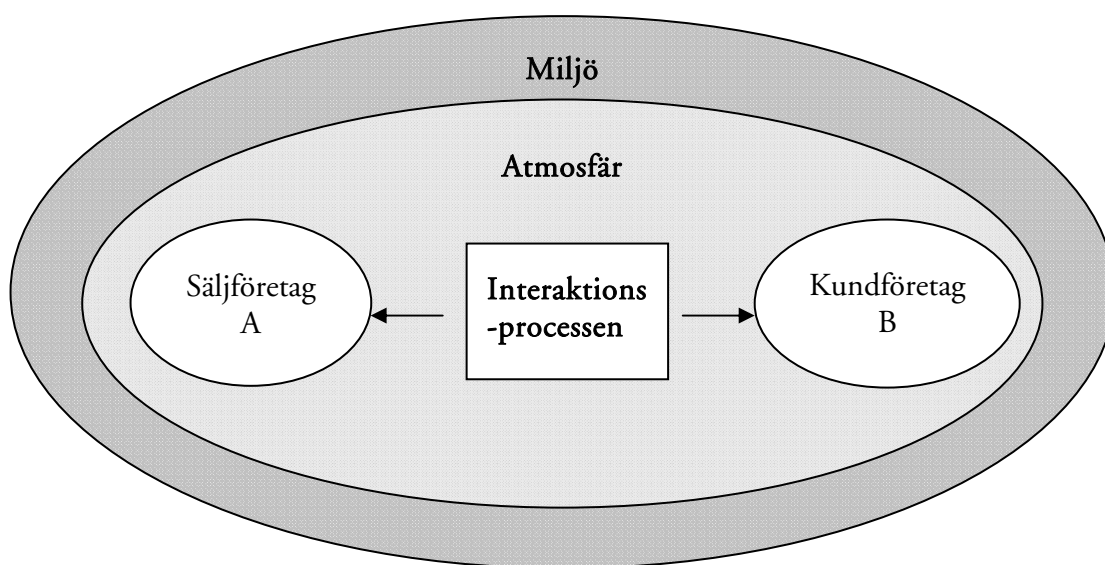 Miljö
Atmosfär
Säljföretag
A
Interaktions
-processen
Kundföretag
B